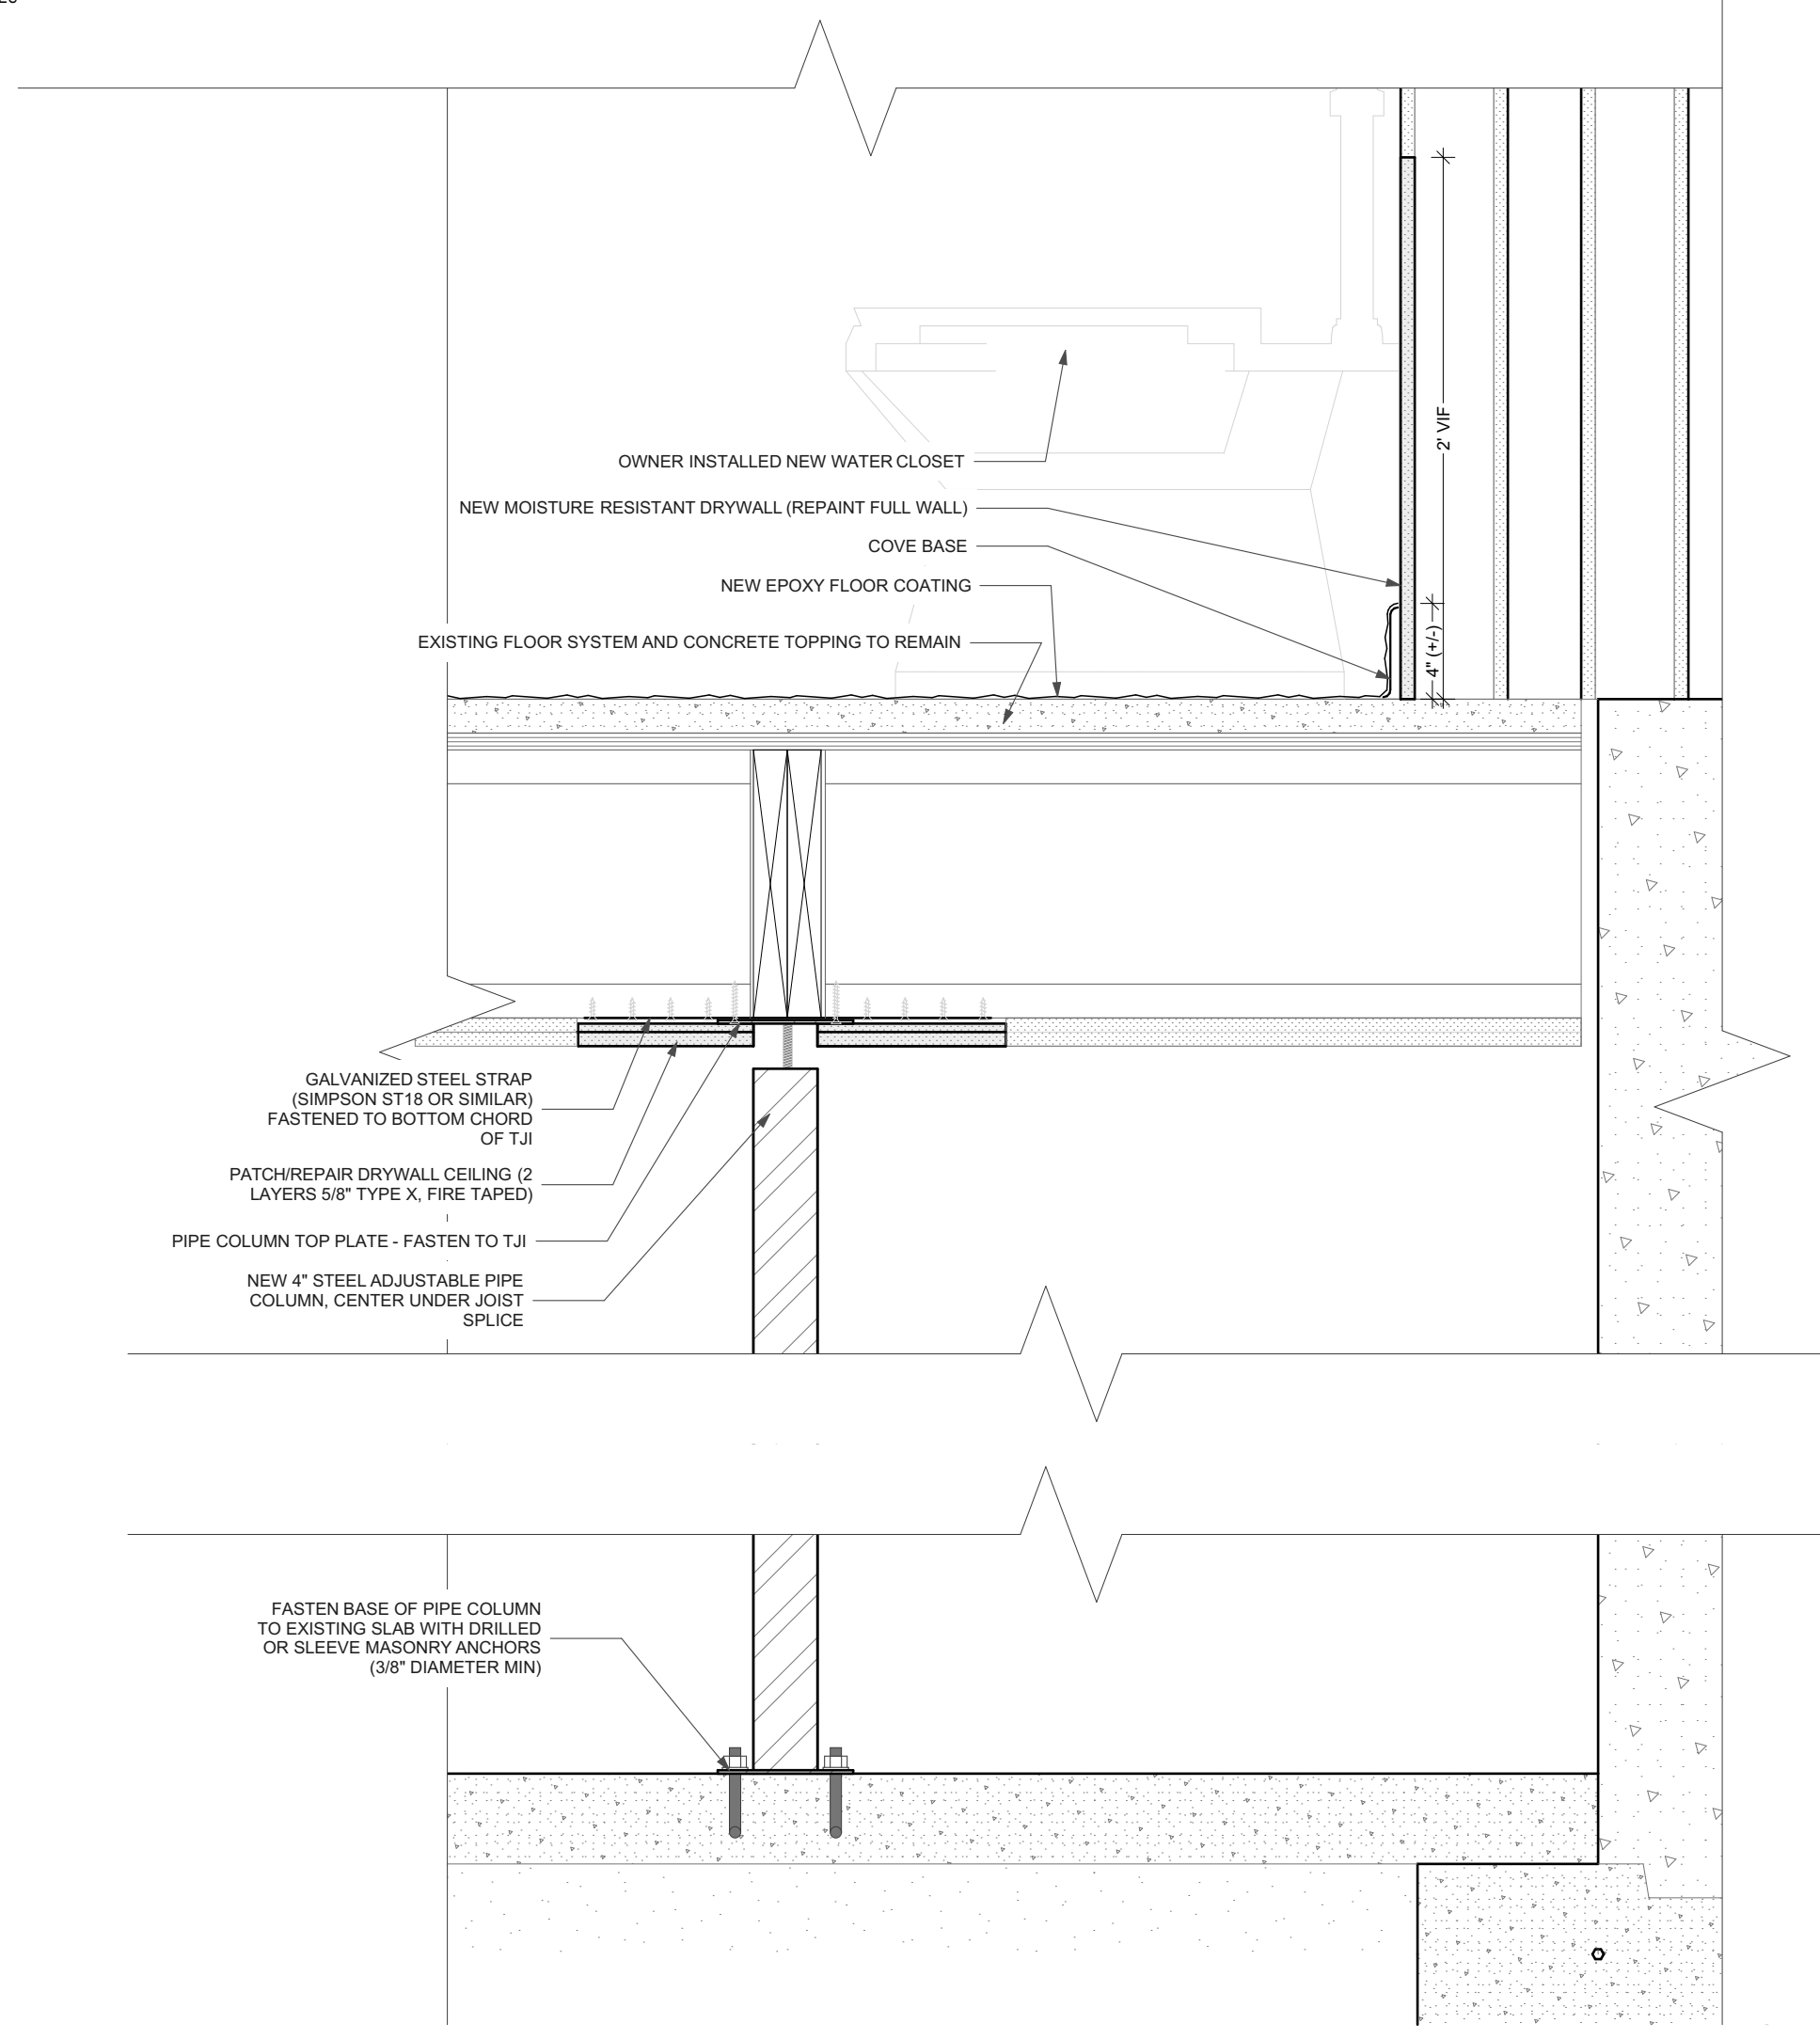 OWNER INSTALLED NEW WATER CLOSET
NEW MOISTURE RESISTANT DRYWALL (REPAINT FULL WALL)
COVE BASE
NEW EPOXY FLOOR COATING
EXISTING FLOOR SYSTEM AND CONCRETE TOPPING TO REMAIN
2' VIF
4" (+/-)
GALVANIZED STEEL STRAP
(SIMPSON ST18 OR SIMILAR)
FASTENED TO BOTTOM CHORD
OF TJI
PATCH/REPAIR DRYWALL CEILING (2
LAYERS 5/8" TYPE X, FIRE TAPED)
PIPE COLUMN TOP PLATE - FASTEN TO TJI
NEW 4" STEEL ADJUSTABLE PIPE
COLUMN, CENTER UNDER JOIST
SPLICE
FASTEN BASE OF PIPE COLUMN
TO EXISTING SLAB WITH DRILLED
OR SLEEVE MASONRY ANCHORS
(3/8" DIAMETER MIN)